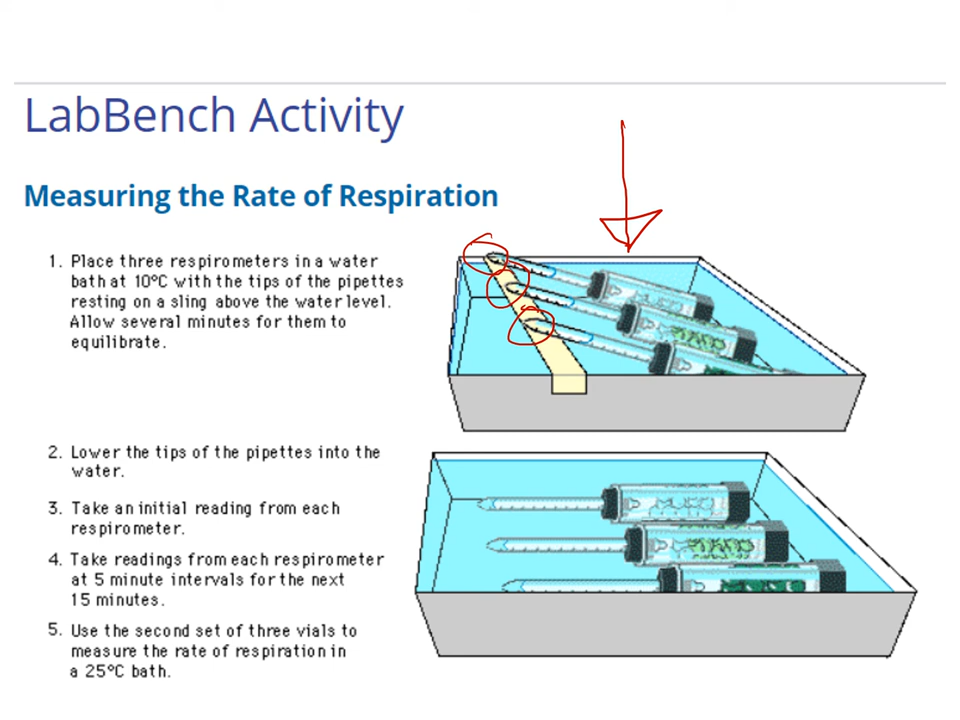 LabBench Activity
Measuring the Rate of Respiration
1. Place three respirometers in a water
bath at 10°C with the tips of the pipettes
resting on a sling above the water level.
Allow several minutes for them to
equilibrate.
2. Lower the tips of the pipettes into the
water.
3. Take an initial reading from each
respirometer.
4. Take readings from each respirometer
at 5 minute intervals for the next
15 minutes.
5. Use the second set of three vials to
measure the rate of respiration in
a 25°C bath.